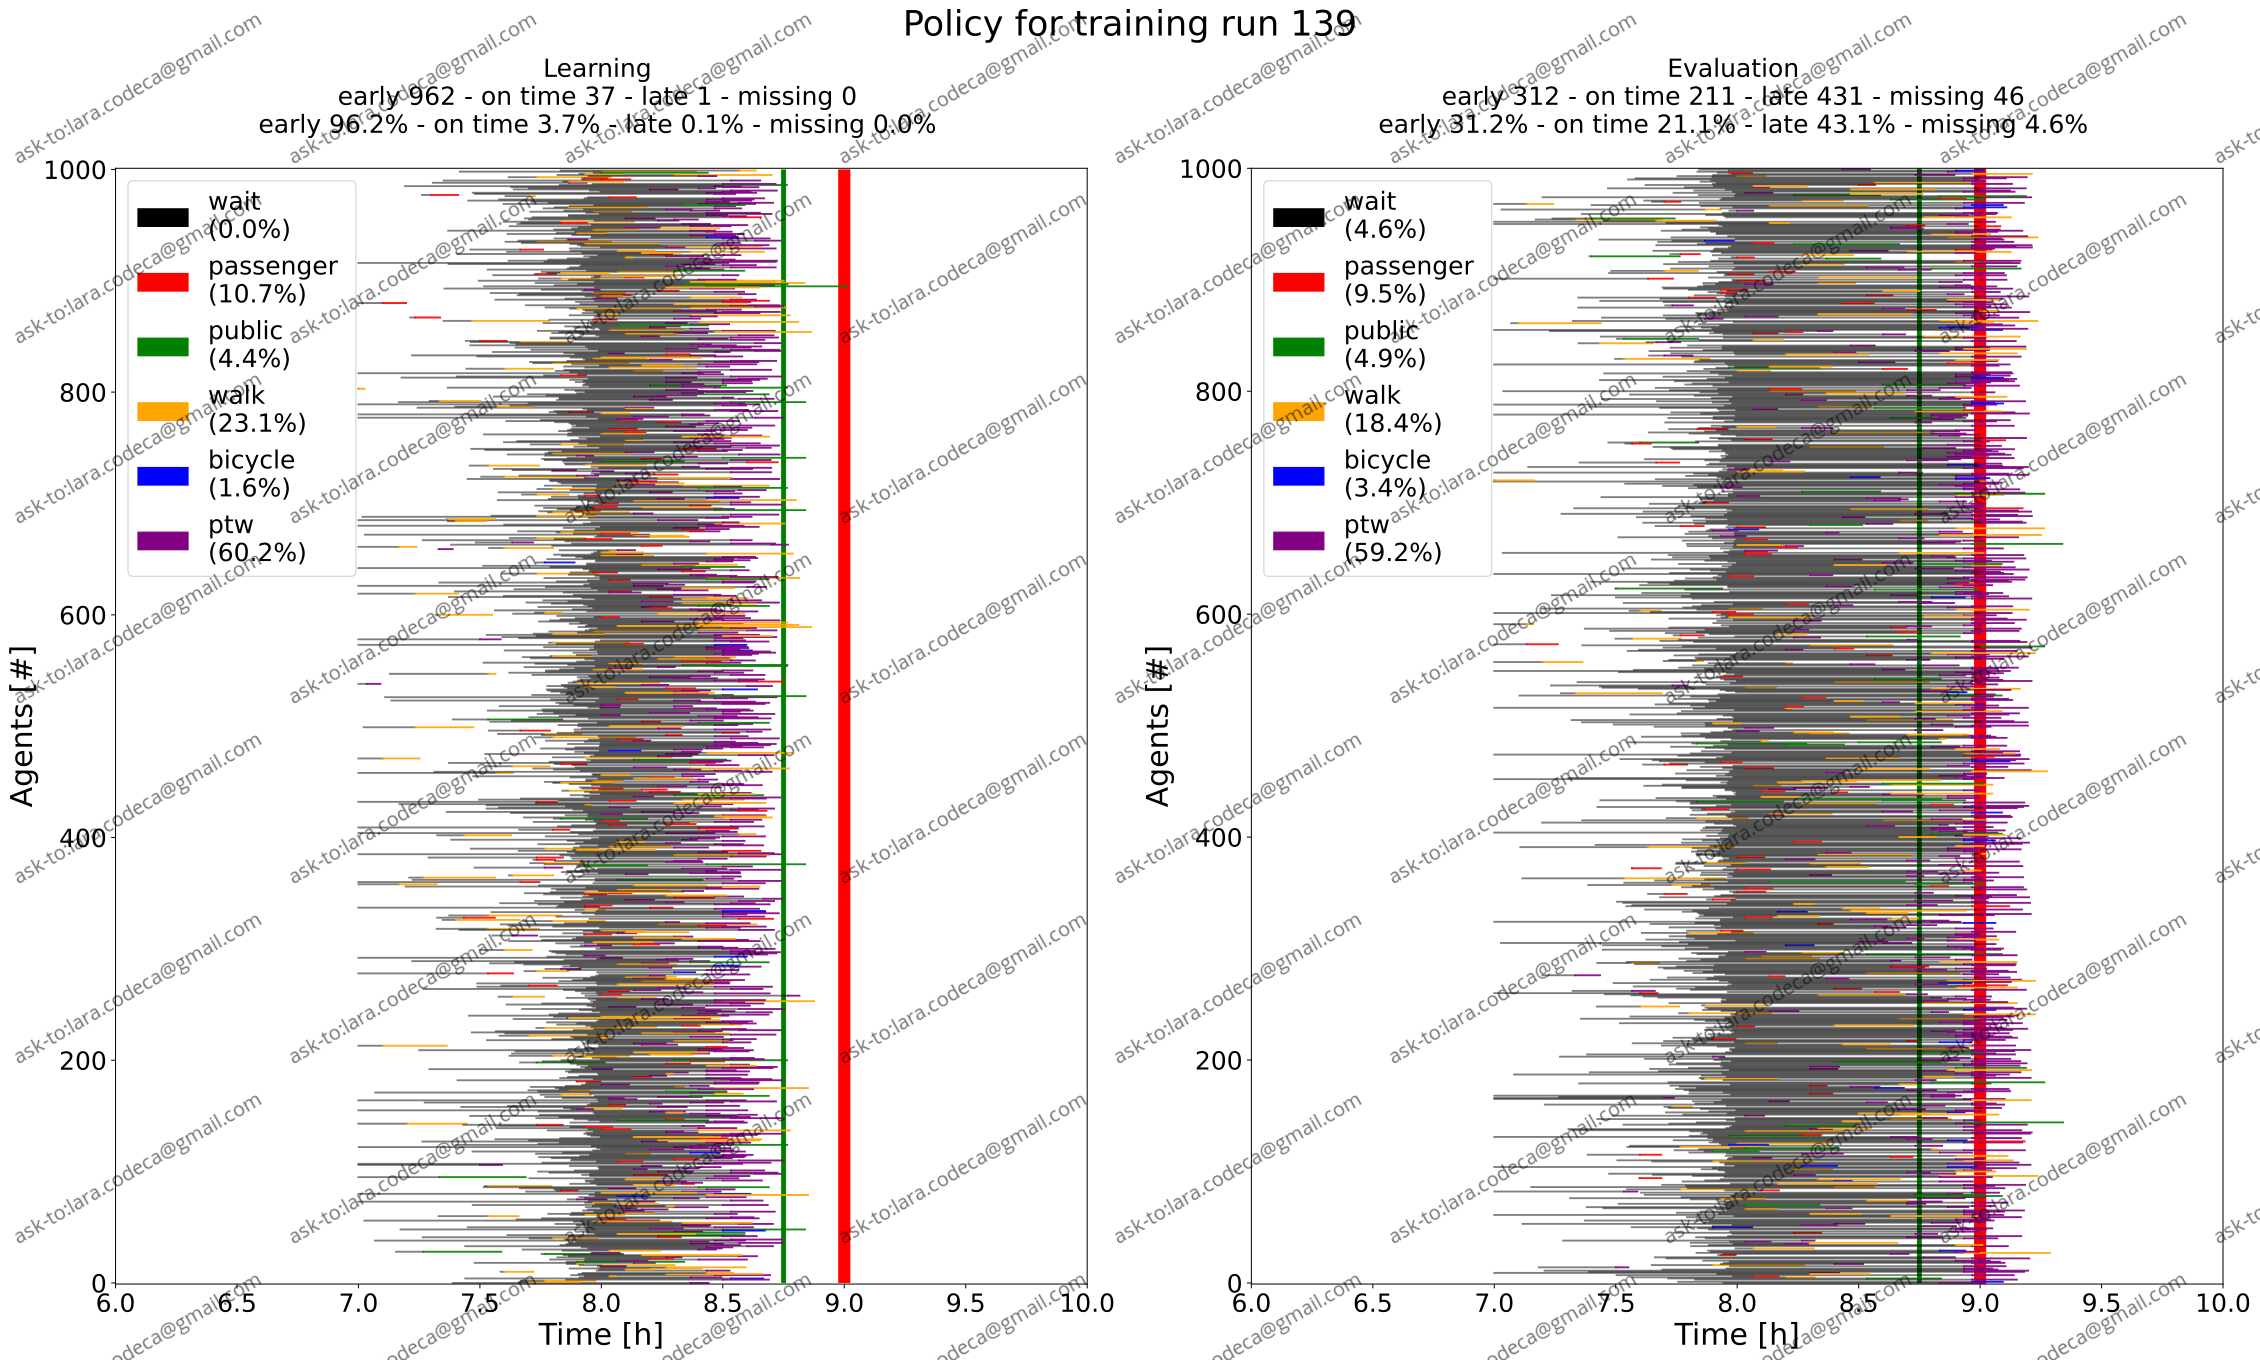 Policy for training run 139
Learning
early 962 - on time 37 - late 1 - missing 0
early 96.2% - on time 3.7% - late 0.1% - missing 0.0%
Evaluation
early 312 - on time 211 - late 431 - missing 46
early 31.2% - on time 21.1% - late 43.1% - missing 4.6%
wait
(0.0%)
passenger
(10.7%)
public
(4.4%)
walk
(23.1%)
bicycle
(1.6%)
ptw
(60.2%)
Agents [#]
1000
800
600
400
200
0
6.0 6.5 7.0 7.5 8.0 8.5 9.0 9.5 10.0
Time [h]
wait
(4.6%)
passenger
(9.5%)
public
(4.9%)
walk
(18.4%)
bicycle
(3.4%)
ptw
(59.2%)
Agents [#]
1000
800
600
400
200
0
6.0 6.5 7.0 7.5 8.0 8.5 9.0 9.5 10.0
Time [h]
ask-to:lara.codeca@gmail.com